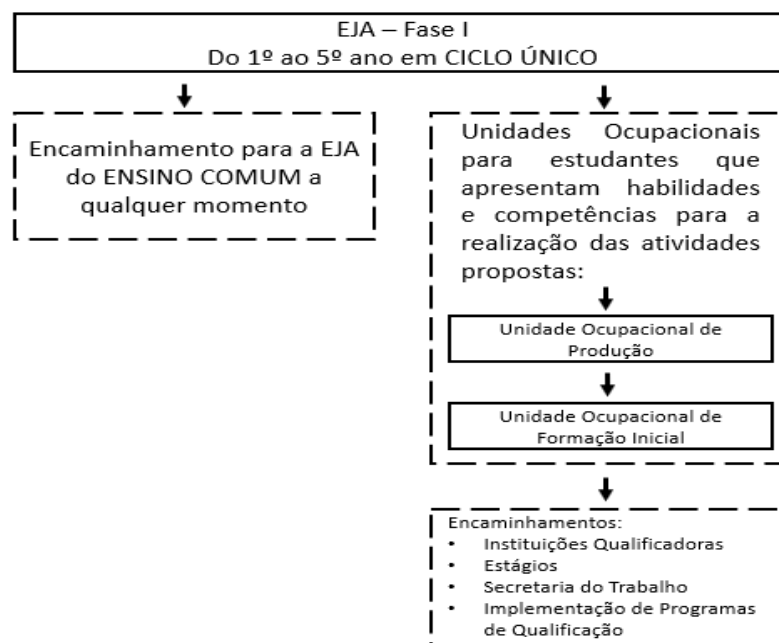 EJA – Fase I
Do 1º ao 5º ano em CICLO ÚNICO
Encaminhamento para a EJA
do ENSINO COMUM a
qualquer momento
Unidades Ocupacionais
para estudantes que
apresentam habilidades
e competências para a
realização das atividades
propostas:
Unidade Ocupacional de
Produção
Unidade Ocupacional de
Formação Inicial
Encaminhamentos:
• Instituições Qualificadoras
• Estágios
• Secretaria do Trabalho
• Implementação de Programas
de Qualificação